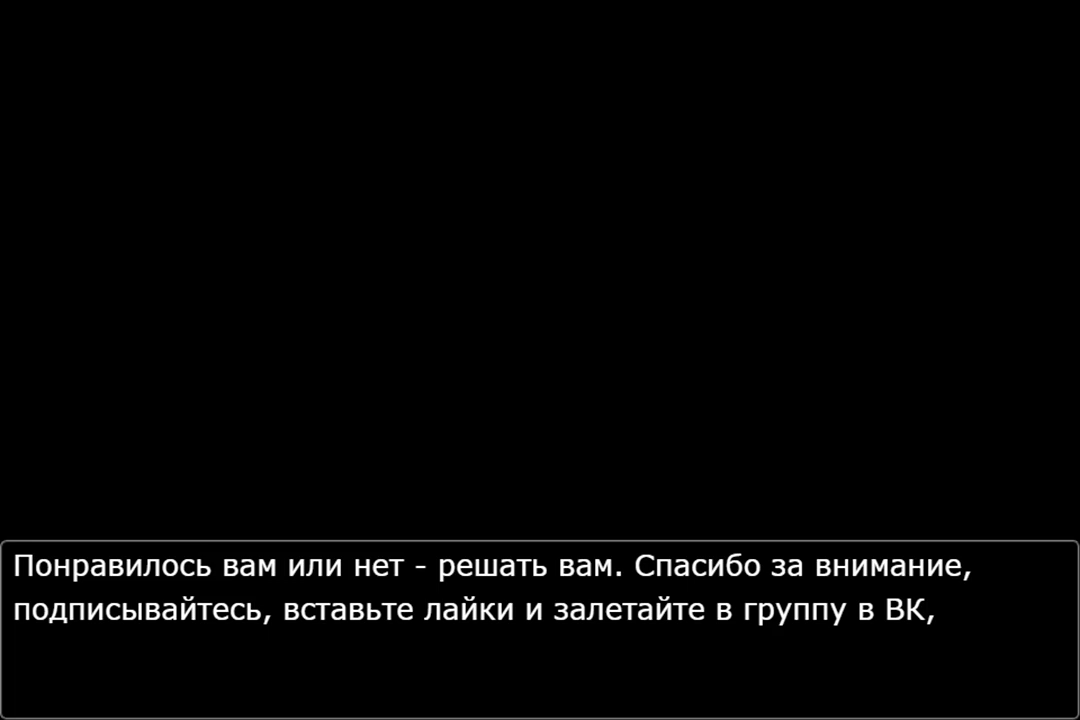 Понравилось вам или нет - решать вам. Спасибо за внимание,
подписывайтесь, вставьте лайки и залетайте в группу в ВК,